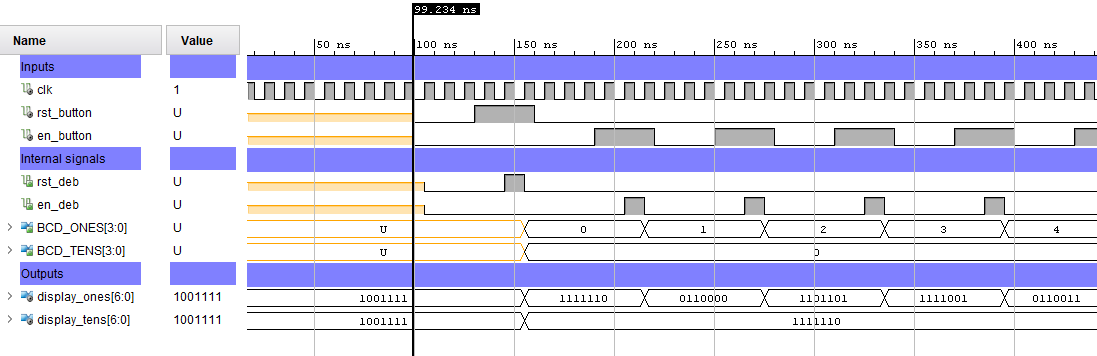 99.234 ns
Name Value 50 ns 100 ns 150 ns 200 ns 250 ns 300 ns 350 ns 400 ns
Inputs
clk 1
rst_button U
en_button U
Internal signals
rst_deb U
en_deb U
BCD_ONES[3:0] U U 0 1 2 3 4
BCD_TENS[3:0] U U 0
Outputs
display_ones[6:0] 1001111 1001111 1111110 0110000 1101101 1111001 0110011
display_tens[6:0] 1001111 1001111 1111110